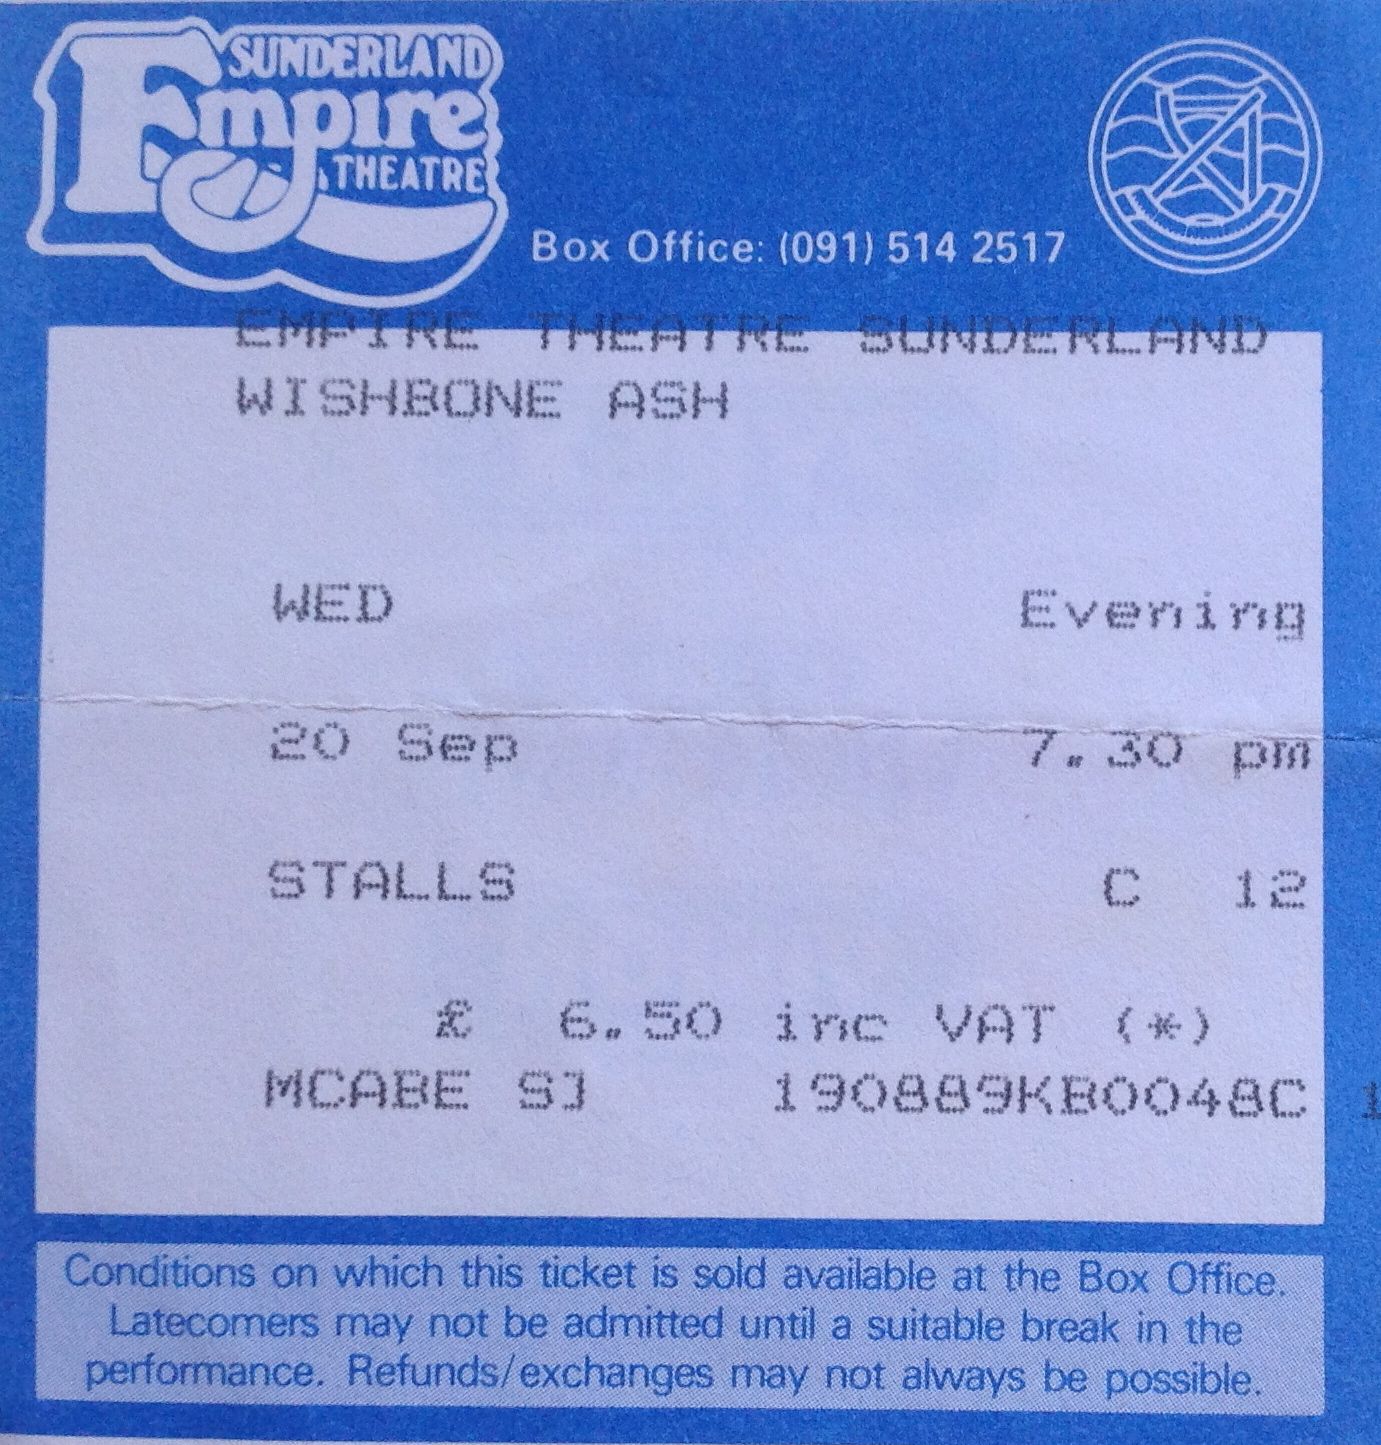 SUNDERLAND
Empire
THEATRE
Box Office: (091) 514 2517
EMPIRE THEATRE SUNDERLAND
WISHBONE ASH
WED Evening
20 Sep 7.30 pm
STALLS C 12
£ 6.50 inc VAT (*)
MCABE SJ 190889KB0048C 1
Conditions on which this ticket is sold available at the Box Office.
Latecomers may not be admitted until a suitable break in the
performance. Refunds/exchanges may not always be possible.